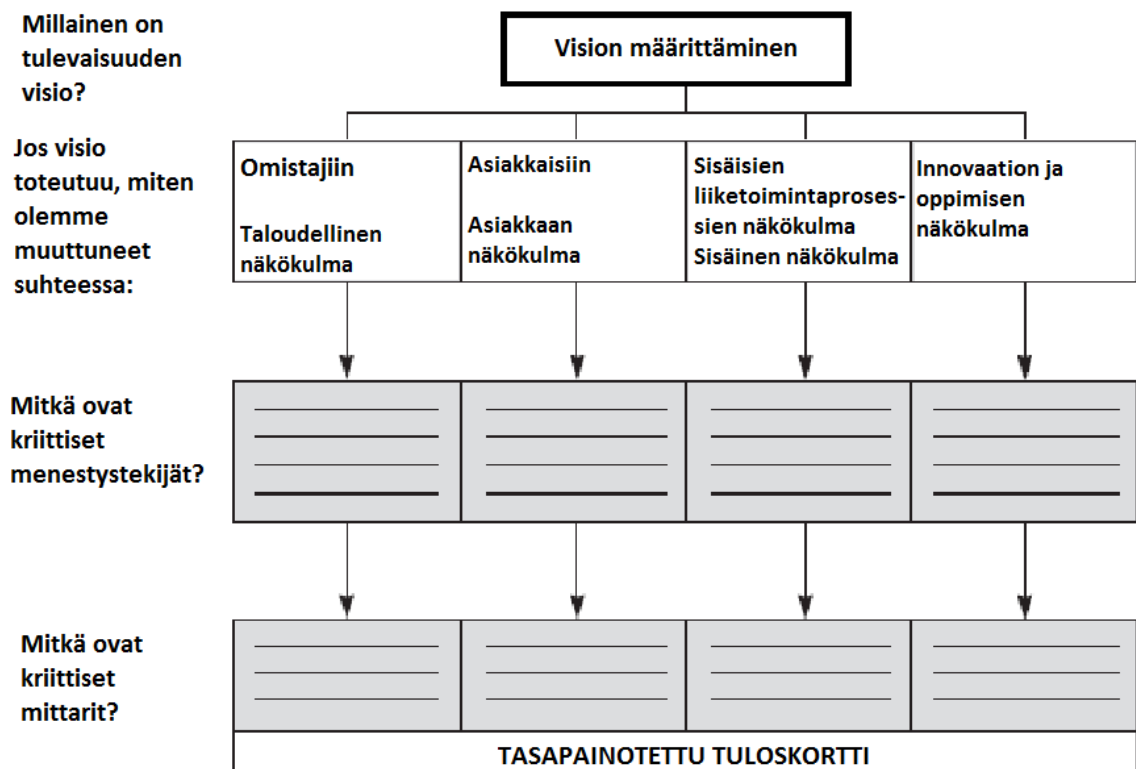 Millainen on
tulevaisuuden
visio?
Vision määrittäminen
Jos visio
toteutuu, miten
olemme
muuttuneet
suhteessa:
Omistajiin
Taloudellinen
näkökulma
Asiakkaisiin
Asiakkaan
näkökulma
Sisäisien
liiketoimintaproses-
sien näkökulma
Sisäinen näkökulma
Innovaation ja
oppimisen
näkökulma
Mitkä ovat
kriittiset
menestystekijät?
Mitkä ovat
kriittiset
mittarit?
TASAPAINOTETTU TULOSKORTTI